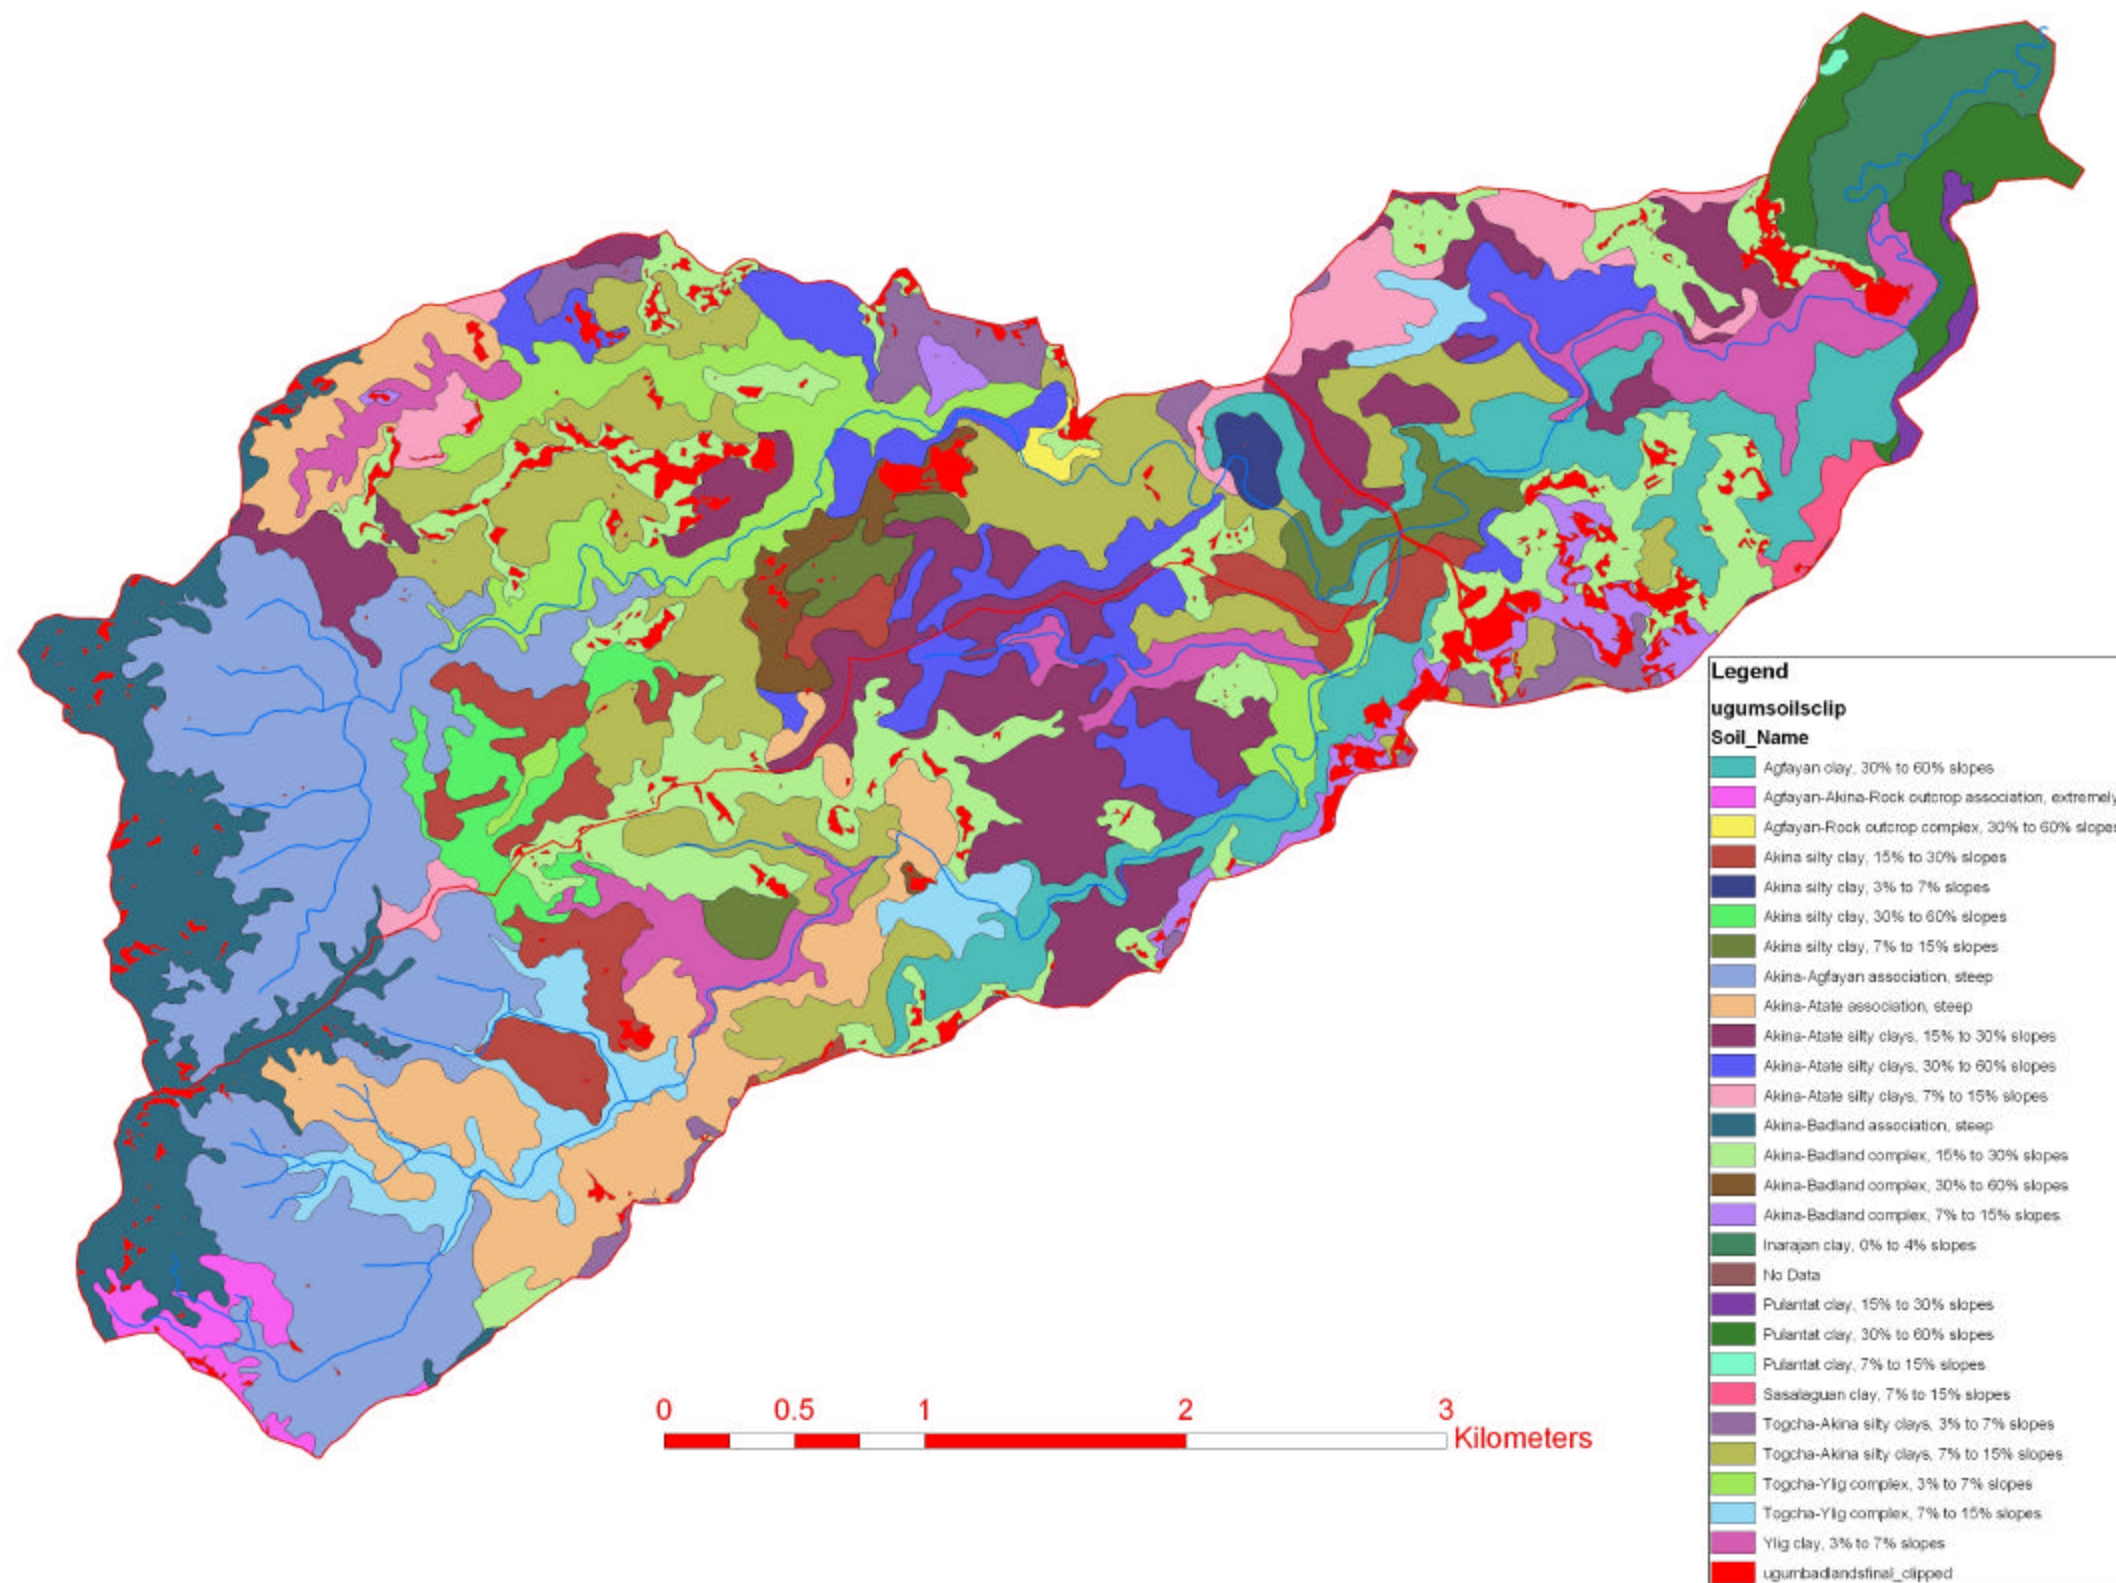 Legend
ugumsoilsclip
Soil_Name
Agfayan clay, 30% to 60% slopes
Agfayan-Akina-Rock outcrop association, extremely
Agfayan-Rock outcrop complex, 30% to 60% slopes
Akina silty clay, 15% to 30% slopes
Akina silty clay, 3% to 7% slopes
Akina silty clay, 30% to 60% slopes
Akina silty clay, 7% to 15% slopes
Akina-Agfayan association, steep
Akina-Atate association, steep
Akina-Atate silty clays, 15% to 30% slopes
Akina-Atate silty clays, 30% to 60% slopes
Akina-Atate silty clays, 7% to 15% slopes
Akina-Badland association, steep
Akina-Badland complex, 15% to 30% slopes
Akina-Badland complex, 30% to 60% slopes
Akina-Badland complex, 7% to 15% slopes
Inarajan clay, 0% to 4% slopes
No Data
Pulantat clay, 15% to 30% slopes
Pulantat clay, 30% to 60% slopes
Pulantat clay, 7% to 15% slopes
Sasalaguan clay, 7% to 15% slopes
Togcha-Akina silty clays, 3% to 7% slopes
Togcha-Akina silty clays, 7% to 15% slopes
Togcha-Ylig complex, 3% to 7% slopes
Togcha-Ylig complex, 7% to 15% slopes
Ylig clay, 3% to 7% slopes
ugumbadlandsfinal_clipped
0 0.5 1 2 3
Kilometers